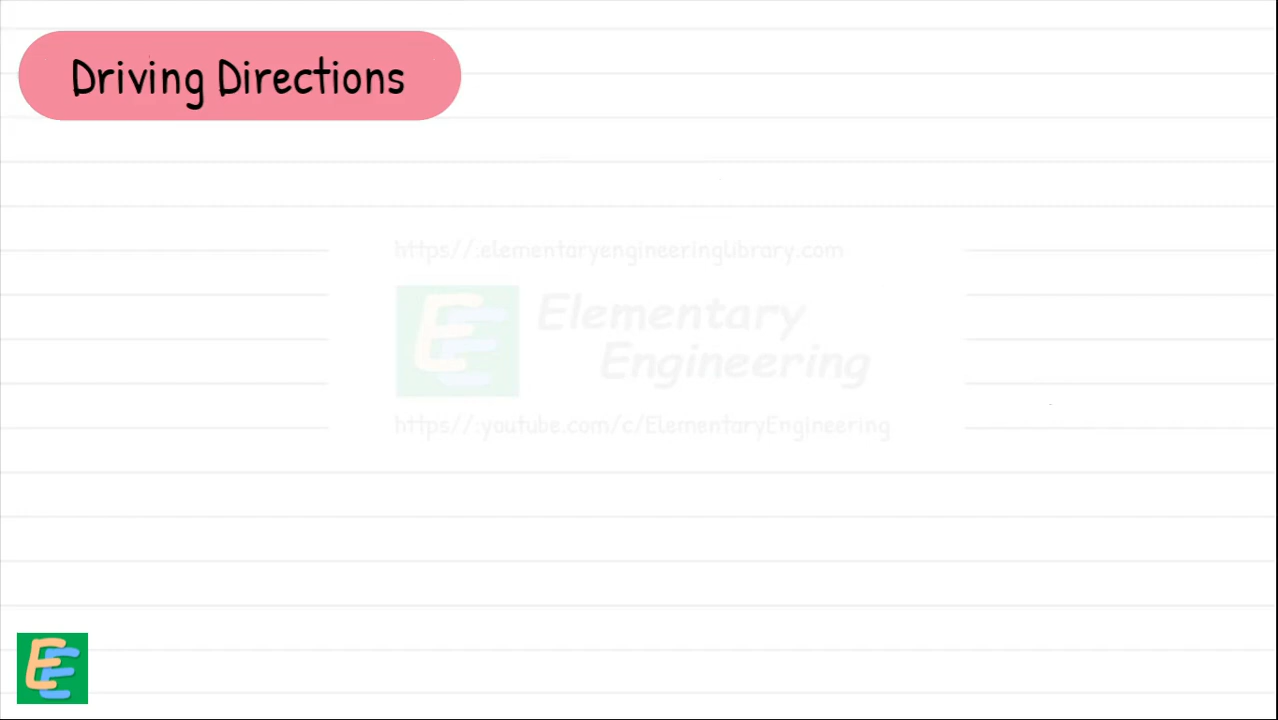 Driving Directions
https//:elementaryengineeringlibrary.com
E E Elementary
Engineering
https//:youtube.com/c/ElementaryEngineering
E E